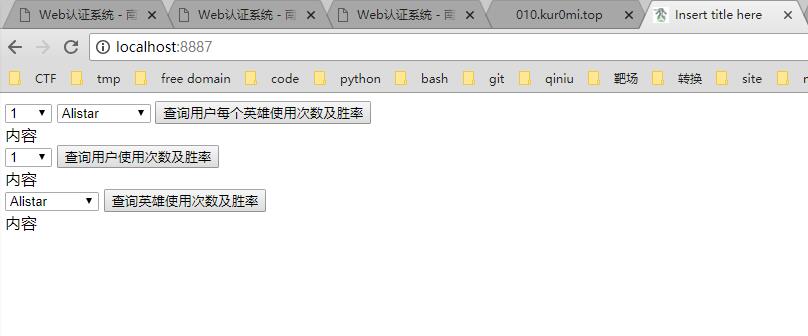 Web认证系统 - 南 Web认证系统 - 南 Web认证系统 - 南 010.kur0mi.top Insert title here
localhost:8887
CTF tmp free domain code python bash git qiniu 靶场 转换 site
1 Alistar 查询用户每个英雄使用次数及胜率
内容
1 查询用户使用次数及胜率
内容
Alistar 查询英雄使用次数及胜率
内容